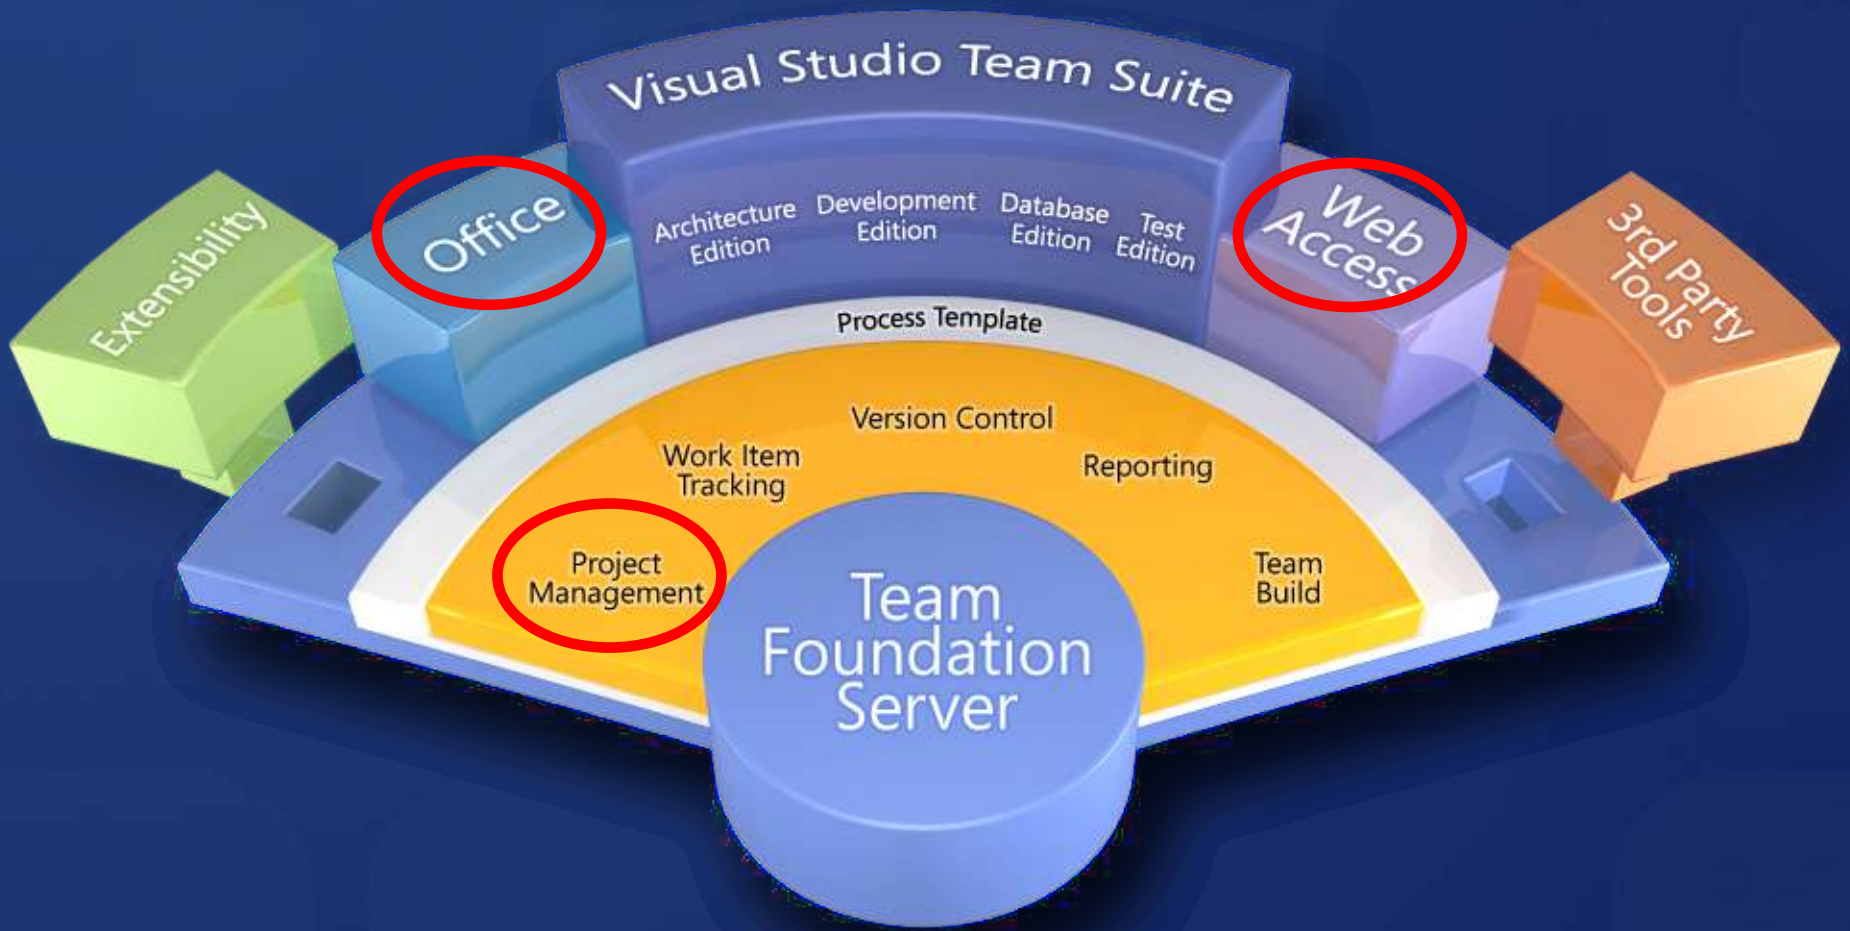 Visual Studio Team Suite
Extensibility
Office
Architecture
Edition
Development
Edition
Database
Edition
Test
Edition
Web
Access
3rd Party
Tools
Process Template
Version Control
Work Item
Tracking
Reporting
Project
Management
Team
Build
Team
Foundation
Server